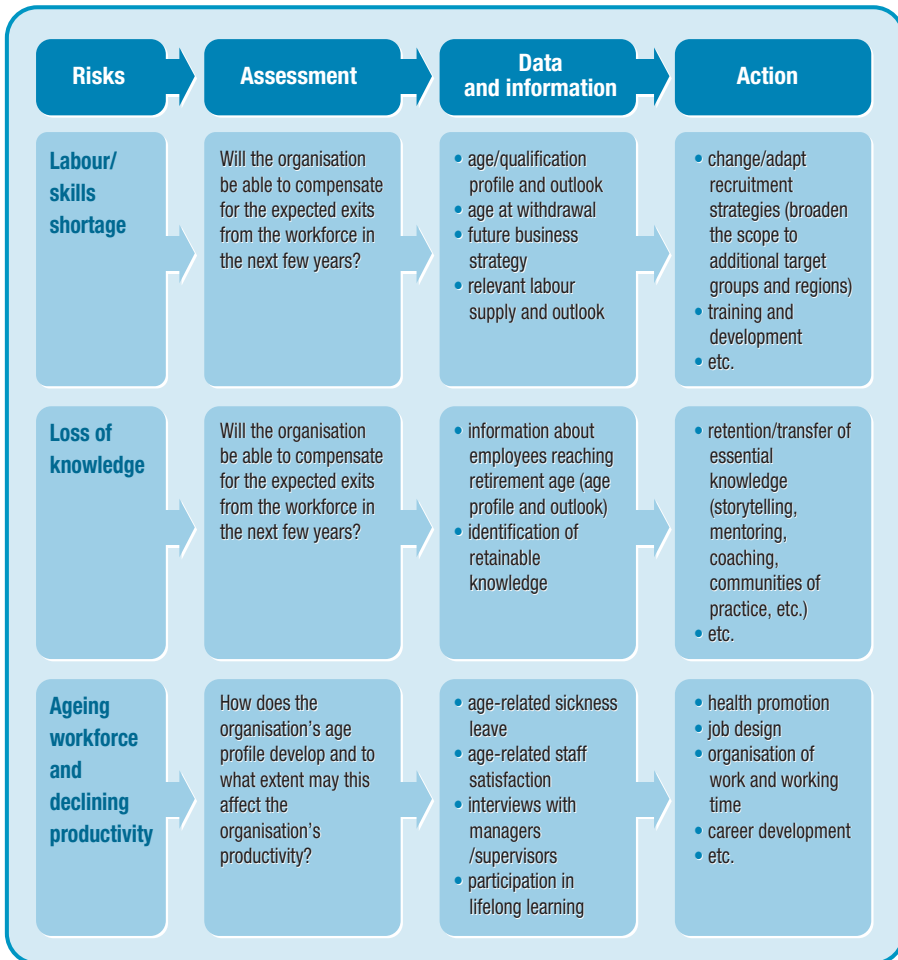 Risks
Assessment
Data
and information
Action
Labour/
skills
shortage
Will the organisation
be able to compensate
for the expected exits
from the workforce in
the next few years?
• age/qualification
profile and outlook
• age at withdrawal
• future business
strategy
• relevant labour
supply and outlook
• change/adapt
recruitment
strategies (broaden
the scope to
additional target
groups and regions)
• training and
development
• etc.
Loss of
knowledge
Will the organisation
be able to compensate
for the expected exits
from the workforce in
the next few years?
• information about
employees reaching
retirement age (age
profile and outlook)
• identification of
retainable
knowledge
• retention/transfer of
essential
knowledge
(storytelling,
mentoring,
coaching,
communities of
practice, etc.)
• etc.
Ageing
workforce
and
declining
productivity
How does the
organisation’s age
profile develop and to
what extent may this
affect the
organisation’s
productivity?
• age-related sickness
leave
• age-related staff
satisfaction
• interviews with
managers
/supervisors
• participation in
lifelong learning
• health promotion
• job design
• organisation of
work and working
time
• career development
• etc.